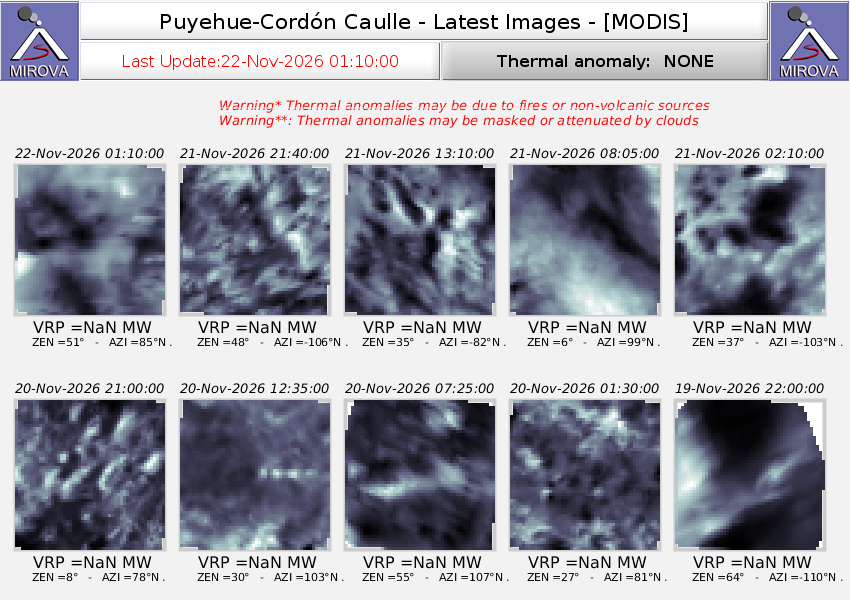 Puyehue-Cordón Caulle - Latest Images - [MODIS]
MIROVA
Last Update:22-Nov-2026 01:10:00
Thermal anomaly: NONE
MIROVA
Warning* Thermal anomalies may be due to fires or non-volcanic sources
Warning**: Thermal anomalies may be masked or attenuated by clouds
22-Nov-2026 01:10:00 21-Nov-2026 21:40:00 21-Nov-2026 13:10:00 21-Nov-2026 08:05:00 21-Nov-2026 02:10:00
VRP =NaN MW VRP =NaN MW VRP =NaN MW VRP =NaN MW VRP =NaN MW
ZEN =51° - AZI =85°N . ZEN =48° - AZI =-106°N . ZEN =35° - AZI =-82°N . ZEN =6° - AZI =99°N . ZEN =37° - AZI =-103°N .
20-Nov-2026 21:00:00 20-Nov-2026 12:35:00 20-Nov-2026 07:25:00 20-Nov-2026 01:30:00 19-Nov-2026 22:00:00
VRP =NaN MW VRP =NaN MW VRP =NaN MW VRP =NaN MW VRP =NaN MW
ZEN =8° - AZI =78°N . ZEN =30° - AZI =103°N . ZEN =55° - AZI =107°N . ZEN =27° - AZI =81°N . ZEN =64° - AZI =-110°N .